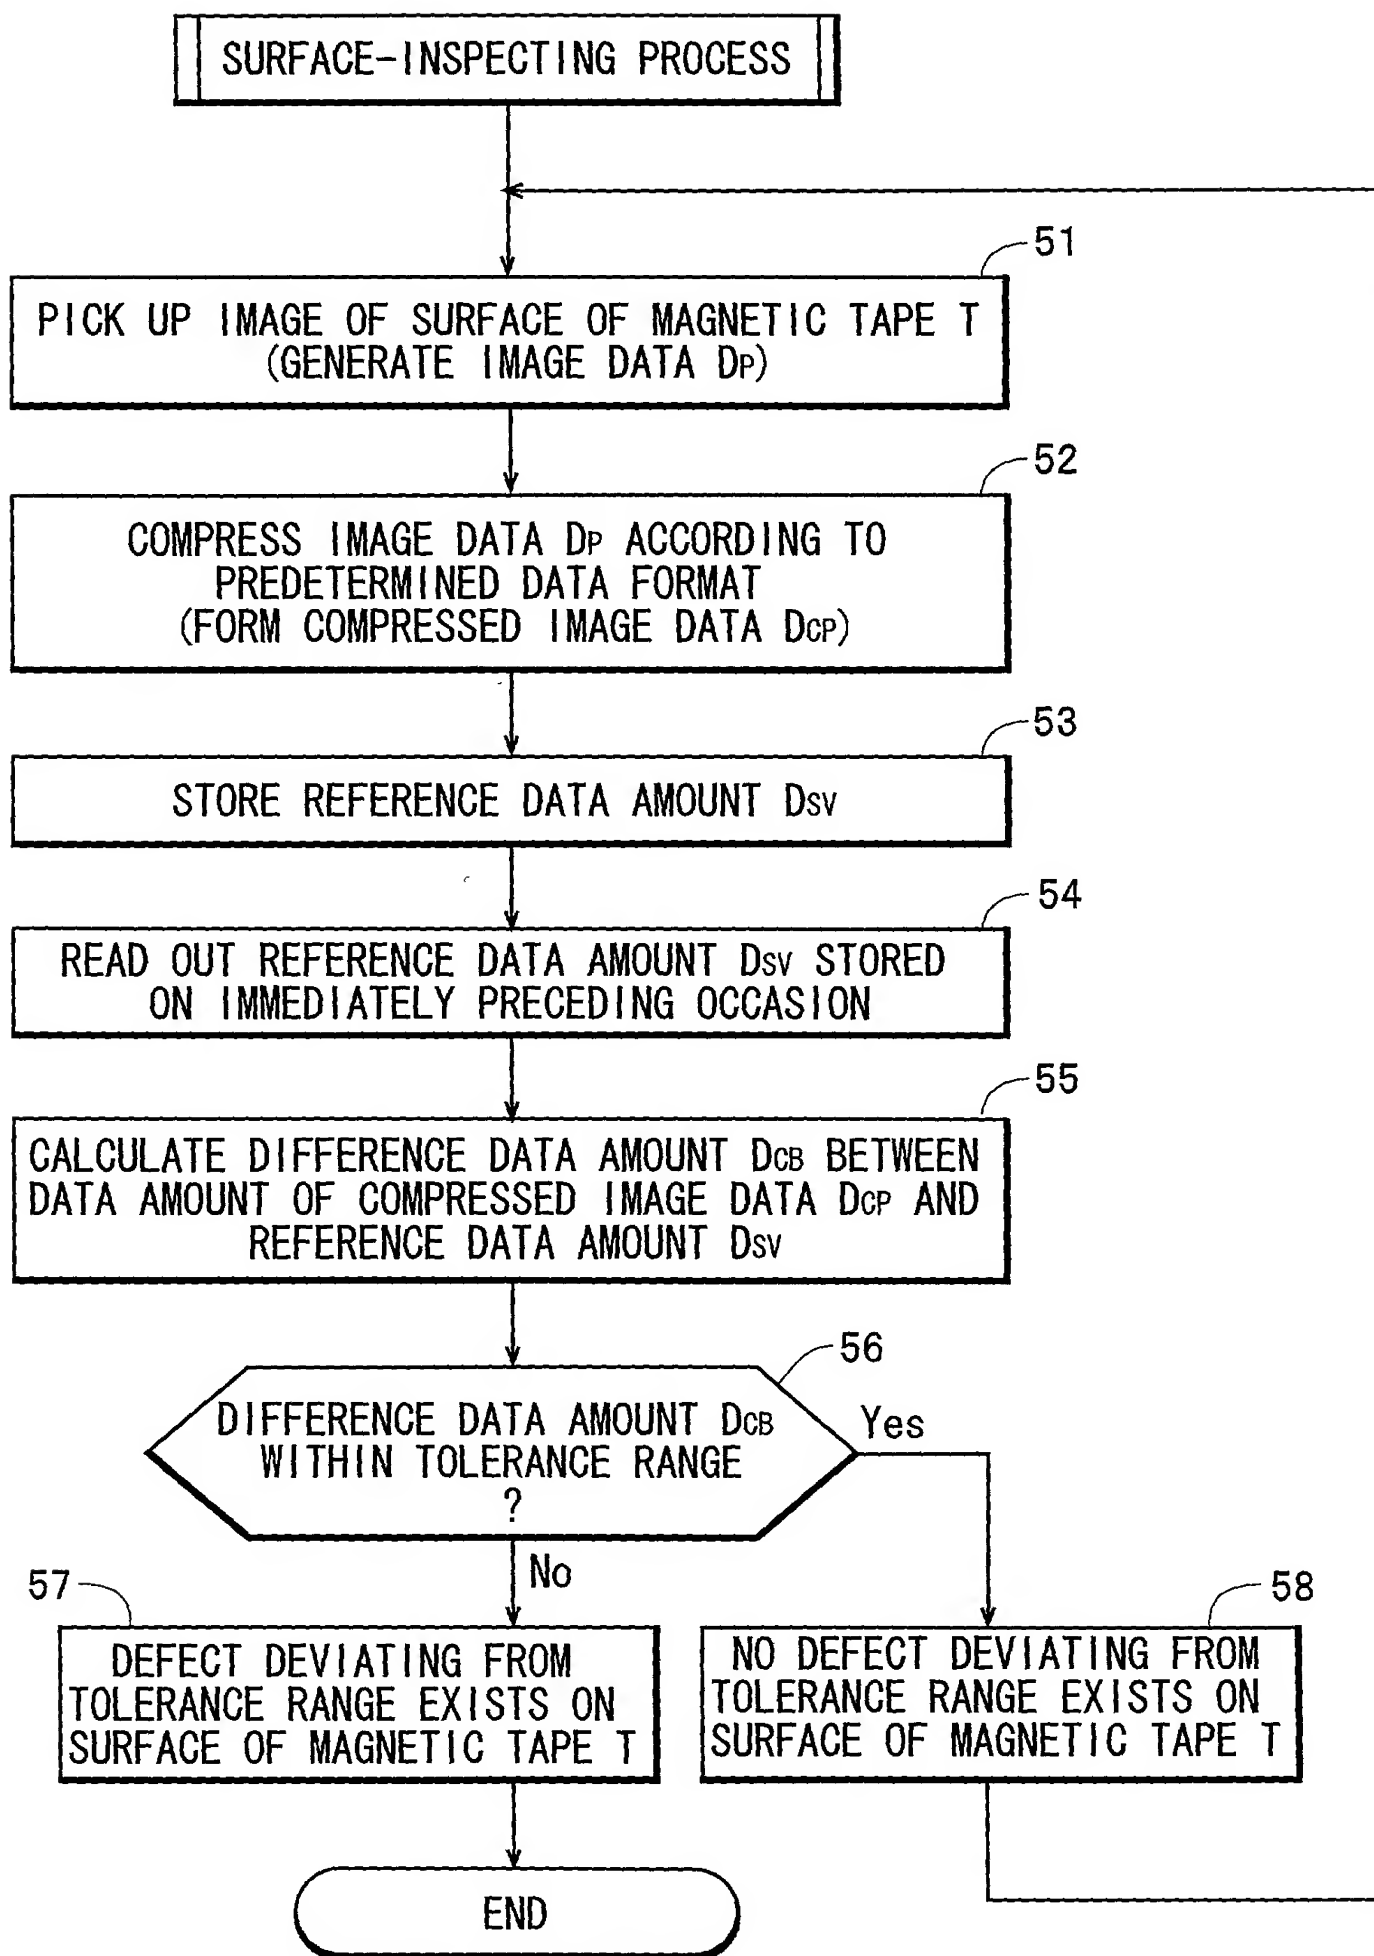 SURFACE-INSPECTING PROCESS
51
PICK UP IMAGE OF SURFACE OF MAGNETIC TAPE T
(GENERATE IMAGE DATA DP)
52
COMPRESS IMAGE DATA DP ACCORDING TO
PREDETERMINED DATA FORMAT
(FORM COMPRESSED IMAGE DATA DCP)
53
STORE REFERENCE DATA AMOUNT DSV
54
READ OUT REFERENCE DATA AMOUNT DSV STORED
ON IMMEDIATELY PRECEDING OCCASION
55
CALCULATE DIFFERENCE DATA AMOUNT DCB BETWEEN
DATA AMOUNT OF COMPRESSED IMAGE DATA DCP AND
REFERENCE DATA AMOUNT DSV
56
DIFFERENCE DATA AMOUNT DCB
WITHIN TOLERANCE RANGE
?
Yes
No
57
DEFECT DEVIATING FROM
TOLERANCE RANGE EXISTS ON
SURFACE OF MAGNETIC TAPE T
58
NO DEFECT DEVIATING FROM
TOLERANCE RANGE EXISTS ON
SURFACE OF MAGNETIC TAPE T
END